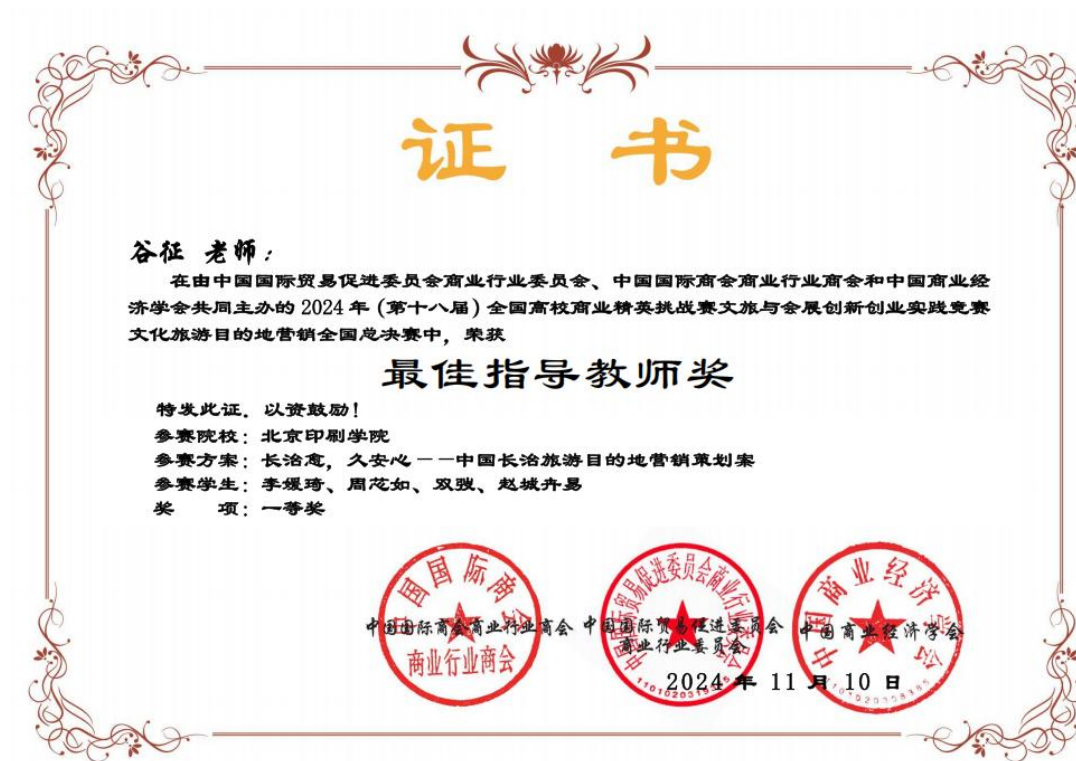 证 书
谷征 老师：
在由中国国际贸易促进委员会商业行业委员会、中国国际商会商业行业商会和中国商业经
济学会共同主办的 2024 年（第十八届）全国高校商业精英挑战赛文旅与会展创新创业实践竞赛
文化旅游目的地营销全国总决赛中，荣获
最佳指导教师奖
特发此证，以资鼓励！
参赛院校：北京印刷学院
参赛方案：长治愈，久安心——中国长治旅游目的地营销策划案
参赛学生：李媛琦、周芯如、双骏、赵城卉易
奖 项：一等奖
中国国际商会
商业行业商会
中国国际贸易促进委员会商业行业委员会
中国商业经济学会
中国国际商会商业行业商会 中国国际贸易促进委员会 中国商业经济学会
商业行业委员会
2024 年 11 月 10 日